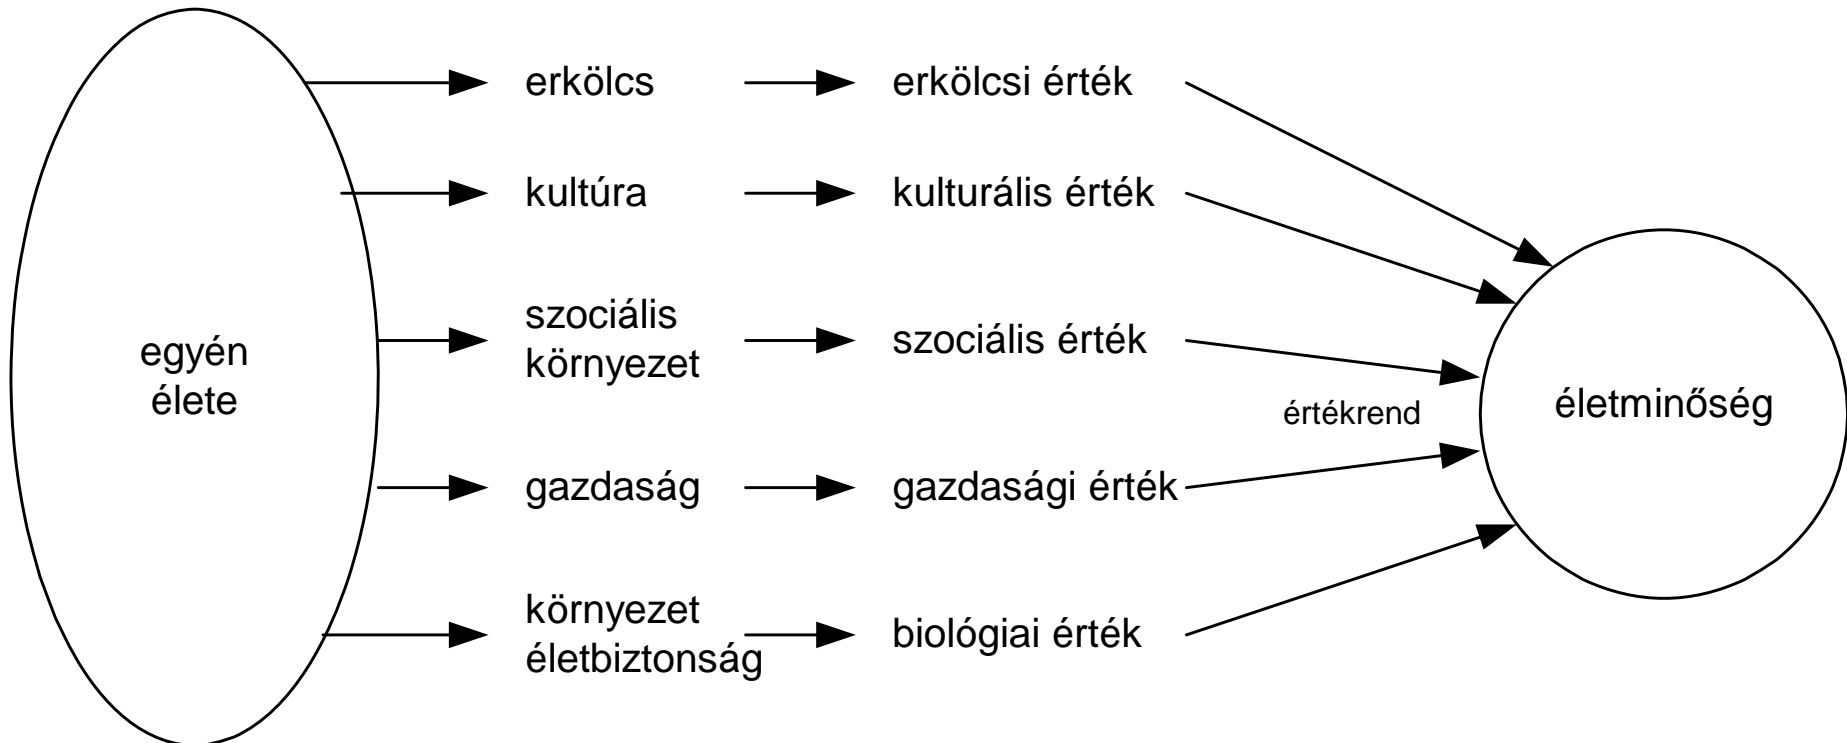 egyén
élete
erkölcs
erkölcsi érték
kultúra
kulturális érték
szociális
környezet
szociális érték
gazdaság
gazdasági érték
környezet
életbiztonság
biológiai érték
értékrend
életminőség